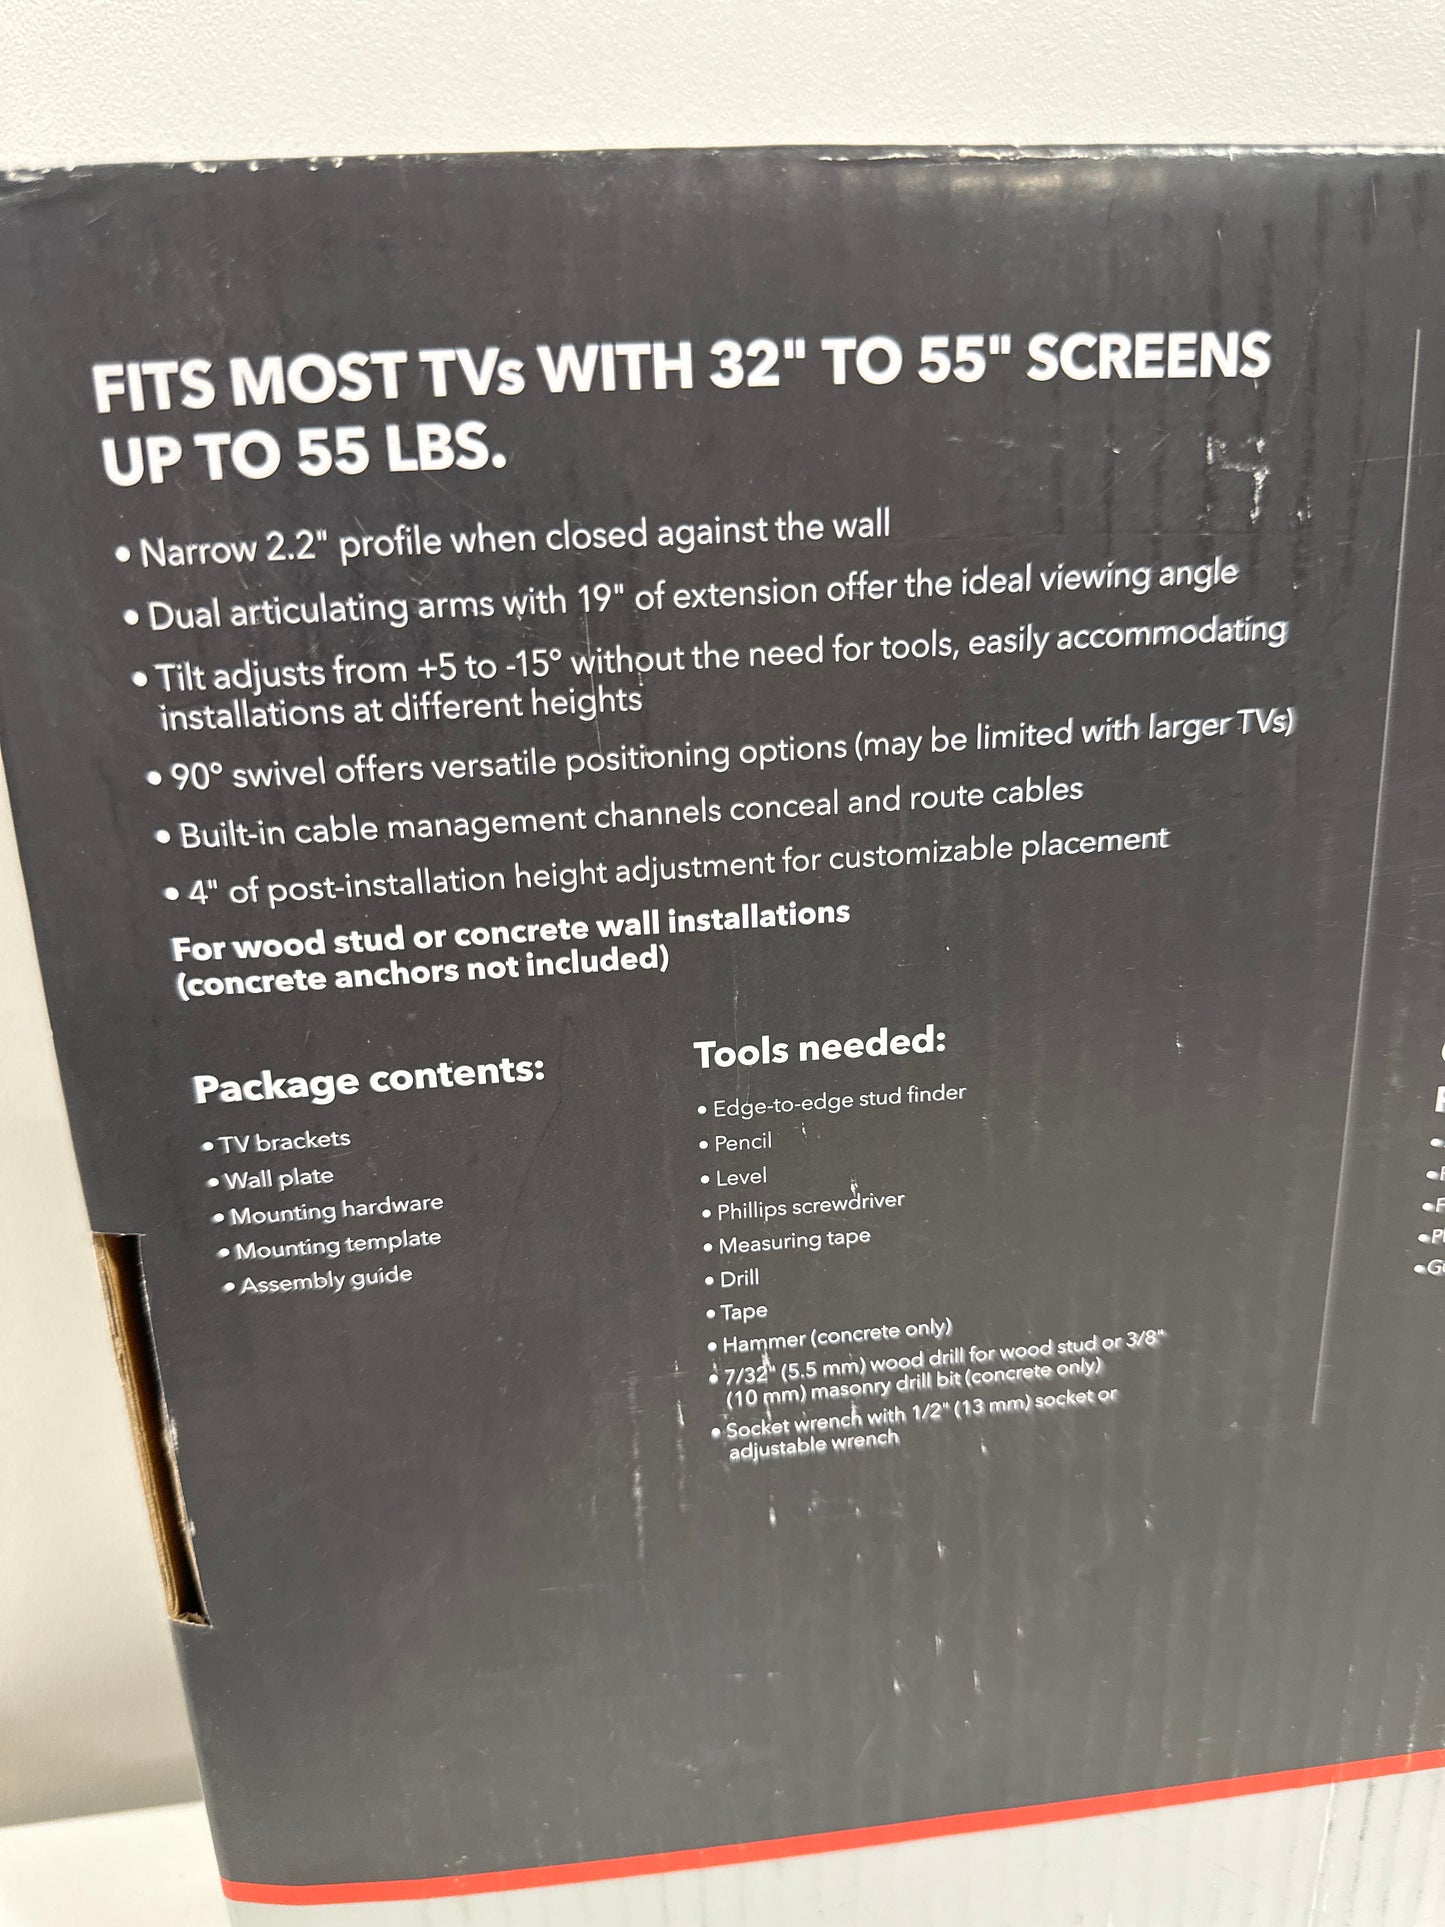 FITS MOST TVs WITH 32" TO 55" SCREENS
UP TO 55 LBS.
• Narrow 2.2" profile when closed against the wall
• Dual articulating arms with 19" of extension offer the ideal viewing angle
• Tilt adjusts from +5 to -15° without the need for tools, easily accommodating
installations at different heights
• 90° swivel offers versatile positioning options (may be limited with larger TVs)
• Built-in cable management channels conceal and route cables
• 4" of post-installation height adjustment for customizable placement
For wood stud or concrete wall installations
(concrete anchors not included)
Package contents:
• TV brackets
• Wall plate
• Mounting hardware
• Mounting template
• Assembly guide
Tools needed:
• Edge-to-edge stud finder
• Pencil
• Level
• Phillips screwdriver
• Measuring tape
• Drill
• Tape
• Hammer (concrete only)
• 7/32" (5.5 mm) wood drill for wood stud or 3/8"
(10 mm) masonry drill bit (concrete only)
• Socket wrench with 1/2" (13 mm) socket or
adjustable wrench